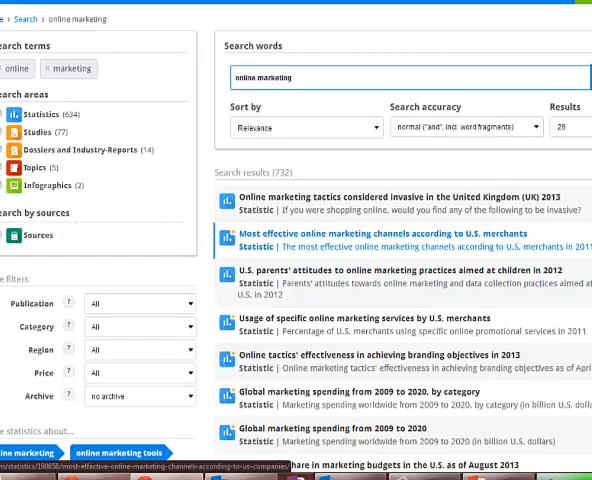 › Search › online marketing
earch terms
× online × marketing
earch areas
Statistics (634)
Studies (77)
Dossiers and Industry-Reports (14)
Topics (5)
Infographics (2)
earch by sources
Sources
e filters
Publication ? All
Category ? All
Region ? All
Price ? All
Archive ? no archive
e statistics about...
ne marketing online marketing tools
m/statistics/190858/most-effective-online-marketing-channels-according-to-us-companies/
Search words
online marketing
Sort by Search accuracy Results
Relevance normal ("and", incl. word fragments) 25
Search results (732)
Online marketing tactics considered invasive in the United Kingdom (UK) 2013
Statistic | If you were shopping online, would you find any of the following to be invasive?
Most effective online marketing channels according to U.S. merchants
Statistic | The most effective online marketing channels according to U.S. merchants in 2011
U.S. parents' attitudes to online marketing practices aimed at children in 2012
Statistic | Parents' attitudes towards online marketing and data collection practices aimed at
U.S. in 2012
Usage of specific online marketing services by U.S. merchants
Statistic | Percentage of U.S. merchants using specific online promotional services in 2011
Online tactics' effectiveness in achieving branding objectives in 2013
Statistic | Online marketing tactics' effectiveness in achieving branding objectives as of Apri
Global marketing spending from 2009 to 2020, by category
Statistic | Marketing spending worldwide from 2009 to 2020, by category (in billion U.S. dolla
Global marketing spending from 2009 to 2020
Statistic | Marketing spending worldwide from 2009 to 2020 (in billion U.S. dollars)
hare in marketing budgets in the U.S. as of August 2013